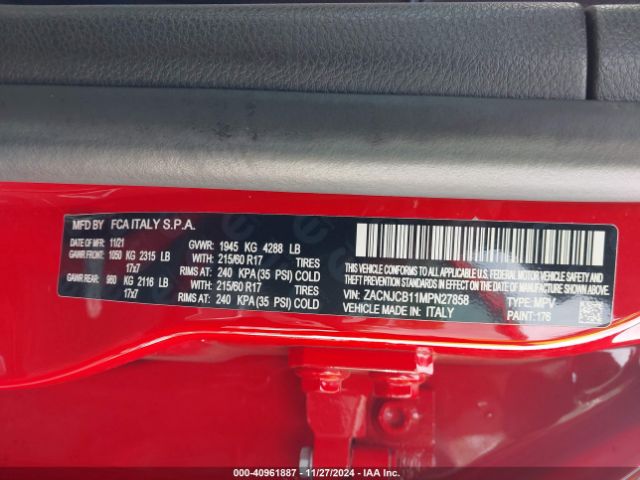 MFD BY: FCA ITALY S.P.A.
DATE OF MFR: 11/21 GVWR: 1945 KG 4288 LB
GAWR FRONT: 1050 KG 2315 LB WITH: 215/60 R17 TIRES
17x7 RIMS AT: 240 KPA(35 PSI) COLD
GAWR REAR: 960 KG 2116 LB WITH: 215/60 R17 TIRES
17x7 RIMS AT: 240 KPA(35 PSI) COLD
THIS VEHICLE CONFORMS TO ALL APPLICABLE U.S.A. FEDERAL MOTOR VEHICLE SAFETY, BUMPER AND
THEFT PREVENTION STANDARDS IN EFFECT ON THE DATE OF MANUFACTURE SHOWN ABOVE.
VIN: ZACNJCB11MPN27858 TYPE: MPV
VEHICLE MADE IN: ITALY PAINT: 176
000-40961887 - 11/27/2024 - IAA Inc.